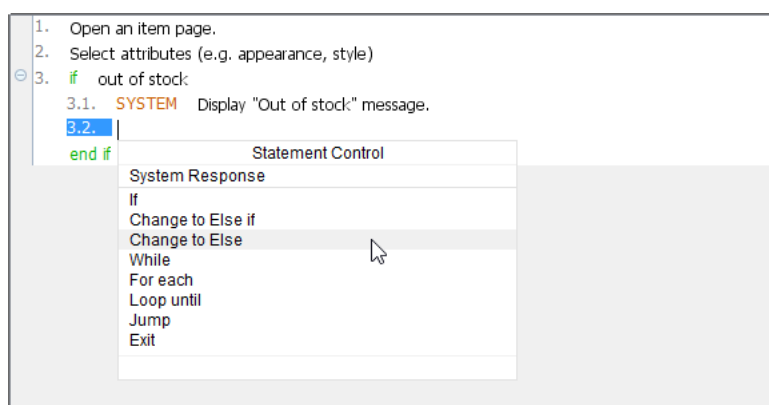 1. Open an item page.
2. Select attributes (e.g. appearance, style)
3. if out of stock
3.1. SYSTEM Display "Out of stock" message.
3.2.
end if
Statement Control
System Response
If
Change to Else if
Change to Else
While
For each
Loop until
Jump
Exit